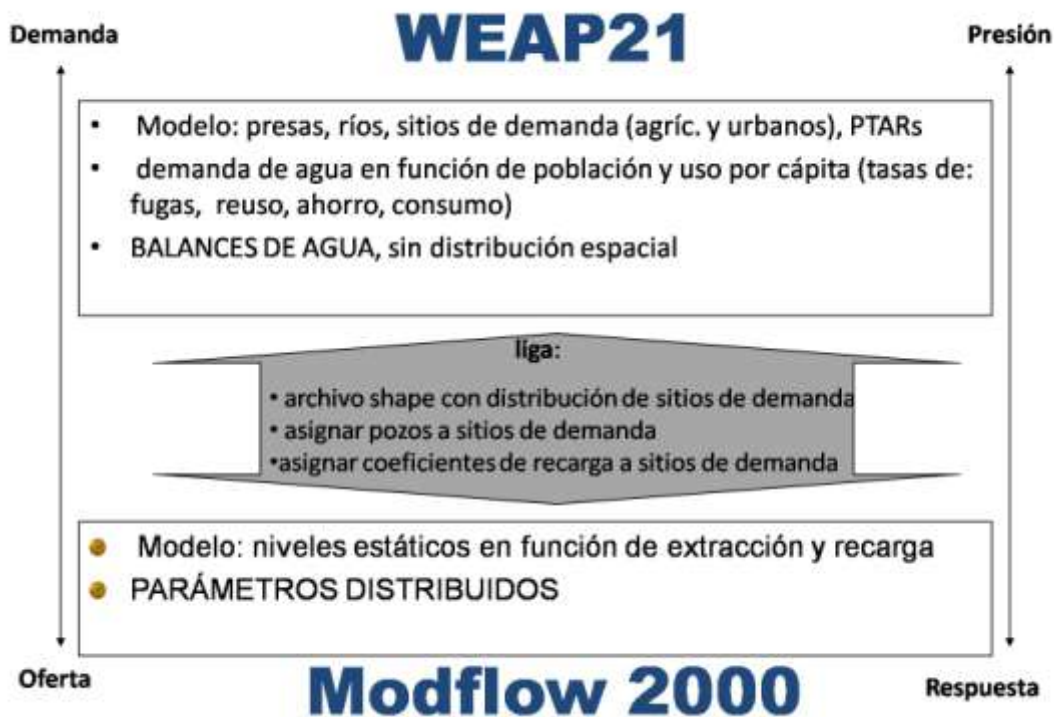 Demanda
WEAP21
Presión
• Modelo: presas, ríos, sitios de demanda (agríc. y urbanos), PTARs
• demanda de agua en función de población y uso por cápita (tasas de:
fugas, reuso, ahorro, consumo)
• BALANCES DE AGUA, sin distribución espacial
liga:
• archivo shape con distribución de sitios de demanda
• asignar pozos a sitios de demanda
•asignar coeficientes de recarga a sitios de demanda
Modelo: niveles estáticos en función de extracción y recarga
PARÁMETROS DISTRIBUIDOS
Oferta
Modflow 2000
Respuesta